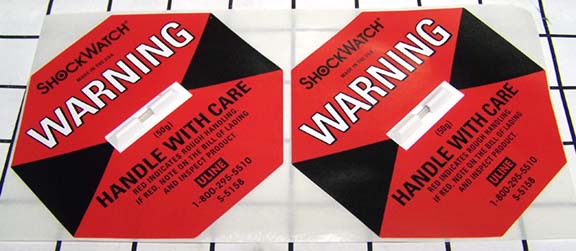 SHOCKWATCH®
MADE IN THE USA
WARNING
(50g)
HANDLE WITH CARE
RED INDICATES ROUGH HANDLING
IF RED, NOTE ON THE BILL OF LADING
AND INSPECT PRODUCT.
ULINE
1-800-295-5510
S-5158
SHOCKWATCH®
MADE IN THE USA
WARNING
(50g)
HANDLE WITH CARE
RED INDICATES ROUGH HANDLING
IF RED, NOTE ON THE BILL OF LADING
AND INSPECT PRODUCT.
ULINE
1-800-295-5510
S-5158